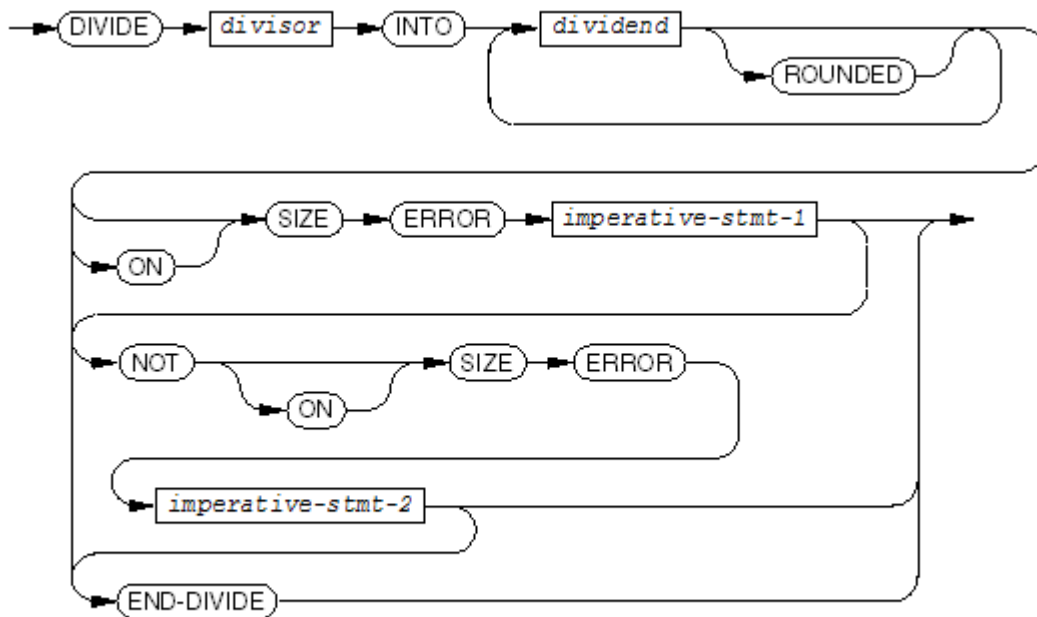 DIVIDE divisor INTO dividend
ROUNDED
SIZE ERROR imperative-stmt-1
ON
NOT SIZE ERROR
ON
imperative-stmt-2
END-DIVIDE